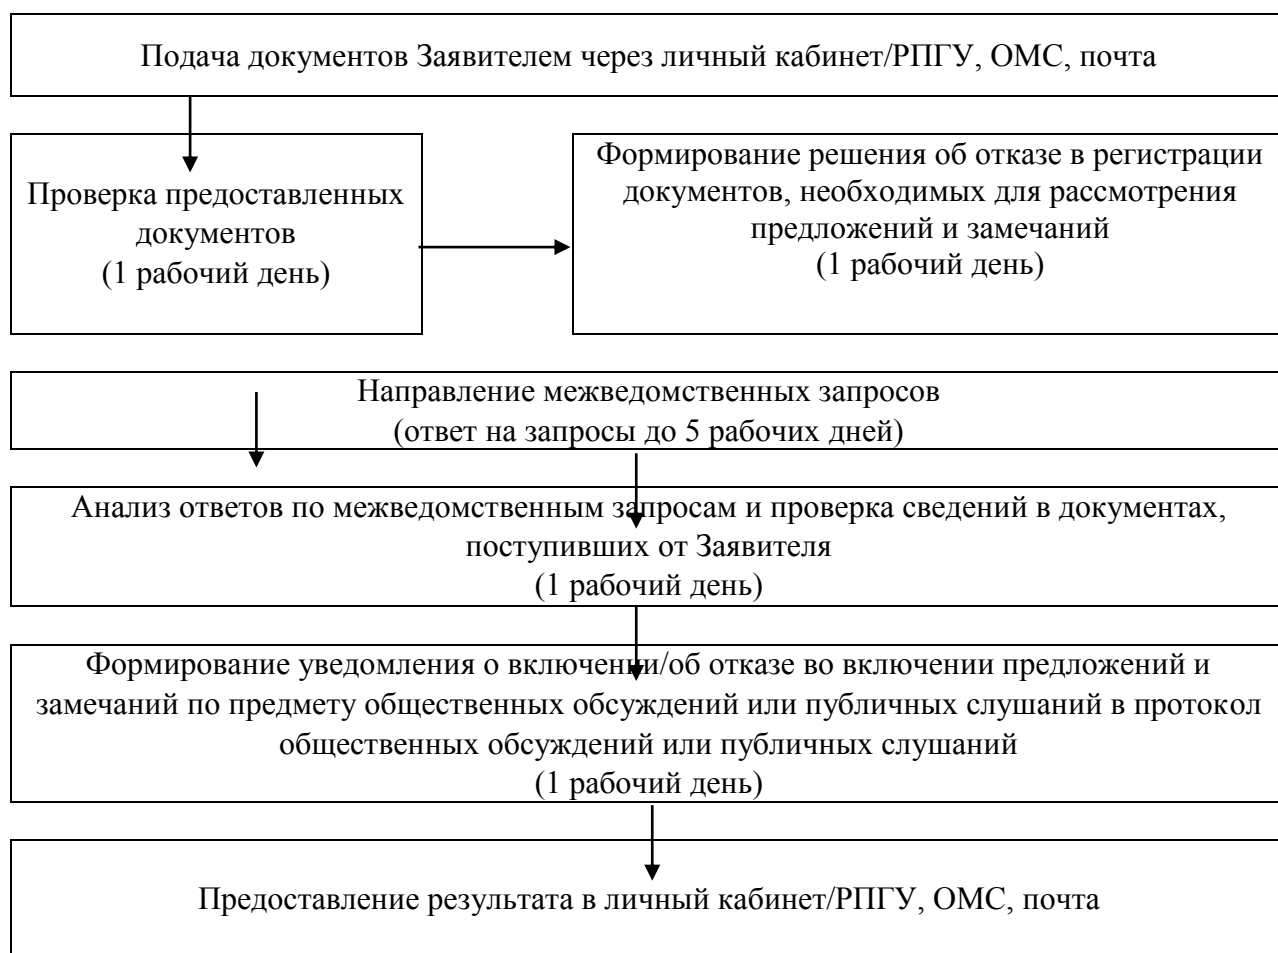 Подача документов Заявителем через личный кабинет/РПГУ, ОМС, почта
Проверка предоставленных
документов
(1 рабочий день)
Формирование решения об отказе в регистрации
документов, необходимых для рассмотрения
предложений и замечаний
(1 рабочий день)
Направление межведомственных запросов
(ответ на запросы до 5 рабочих дней)
Анализ ответов по межведомственным запросам и проверка сведений в документах,
поступивших от Заявителя
(1 рабочий день)
Формирование уведомления о включении/об отказе во включении предложений и
замечаний по предмету общественных обсуждений или публичных слушаний в протокол
общественных обсуждений или публичных слушаний
(1 рабочий день)
Предоставление результата в личный кабинет/РПГУ, ОМС, почта